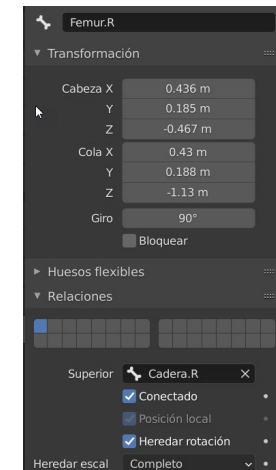 Femur.R
Transformación
Cabeza X 0.436 m
Y 0.185 m
Z -0.467 m
Cola X 0.43 m
Y 0.188 m
Z -1.13 m
Giro 90°
Bloquear
Huesos flexibles
Relaciones
Superior Cadera.R
Conectado
Posición local
Heredar rotación
Heredar escal Completo